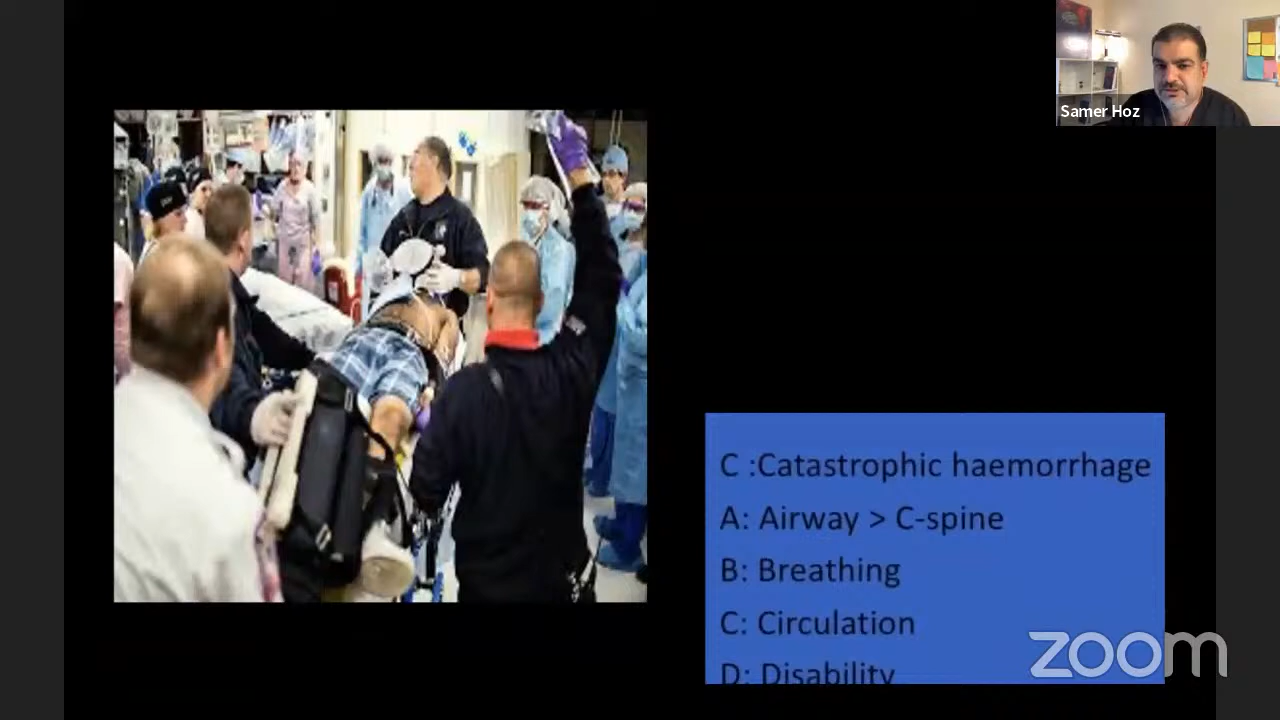 Samer Hoz
C :Catastrophic haemorrhage
A: Airway > C-spine
B: Breathing
C: Circulation
D: Disability
zoom